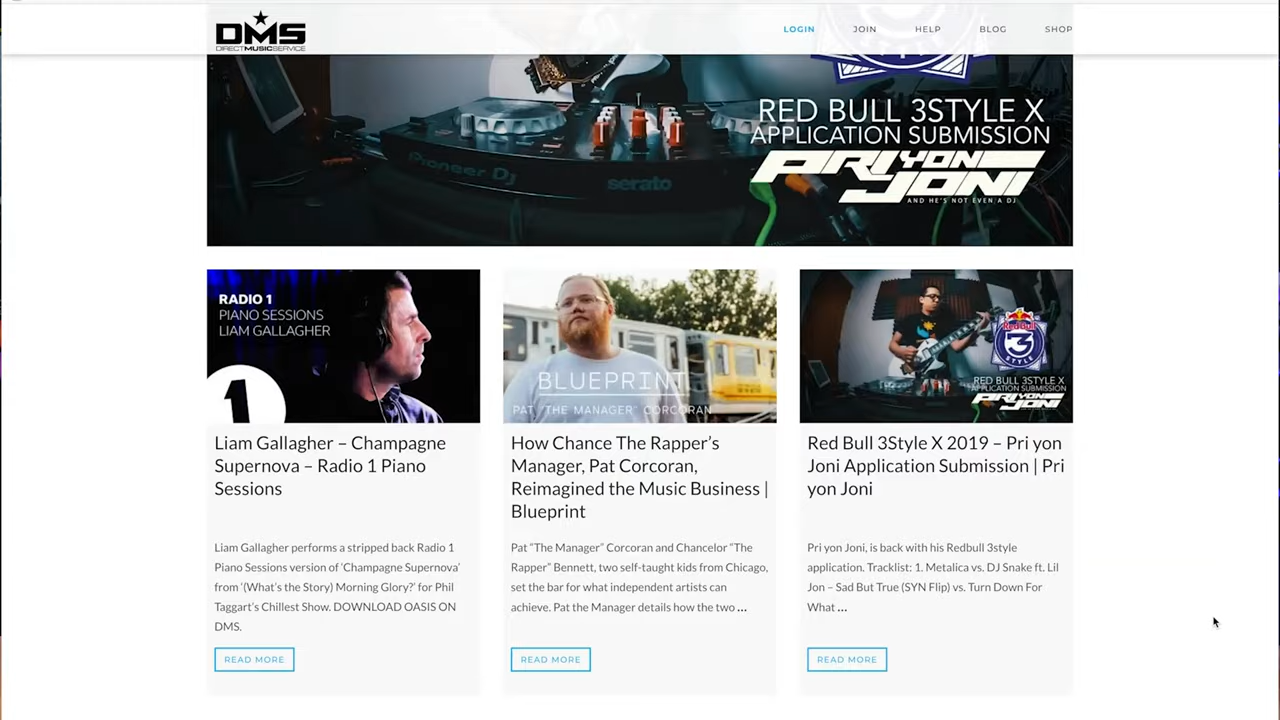 DMS
DIRECTMUSICSERVICE
LOGIN JOIN HELP BLOG SHOP
RED BULL 3STYLE X
APPLICATION SUBMISSION
PRI YON
JONI
AND HE'S NOT EVEN A DJ
Pioneer Dj
serato
RADIO 1
PIANO SESSIONS
LIAM GALLAGHER
1
Liam Gallagher – Champagne
Supernova – Radio 1 Piano
Sessions
Liam Gallagher performs a stripped back Radio 1
Piano Sessions version of ‘Champagne Supernova’
from ‘(What’s the Story) Morning Glory?’ for Phil
Taggart’s Chillest Show. DOWNLOAD OASIS ON
DMS.
READ MORE
BLUEPRINT
PAT "THE MANAGER" CORCORAN
How Chance The Rapper’s
Manager, Pat Corcoran,
Reimagined the Music Business |
Blueprint
Pat “The Manager” Corcoran and Chancelor “The
Rapper” Bennett, two self-taught kids from Chicago,
set the bar for what independent artists can
achieve. Pat the Manager details how the two ...
READ MORE
Red Bull
3
STYLE
RED BULL 3STYLE X
APPLICATION SUBMISSION
PRI YON
JONI
Red Bull 3Style X 2019 – Pri yon
Joni Application Submission | Pri
yon Joni
Pri yon Joni, is back with his Redbull 3style
application. Tracklist: 1. Metalica vs. DJ Snake ft. Lil
Jon – Sad But True (SYN Flip) vs. Turn Down For
What ...
READ MORE